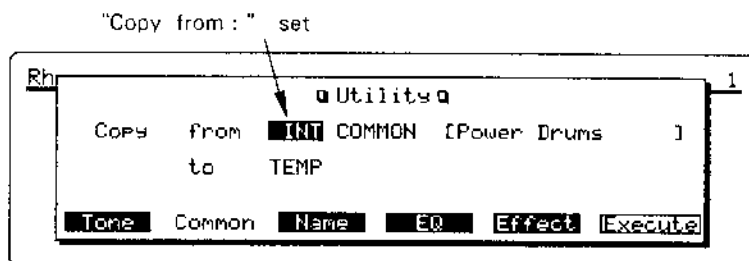 "Copy from : " set
Rh 1
Utility
Copy from INT COMMON [Power Drums ]
to TEMP
Tone Common Name EQ Effect Execute